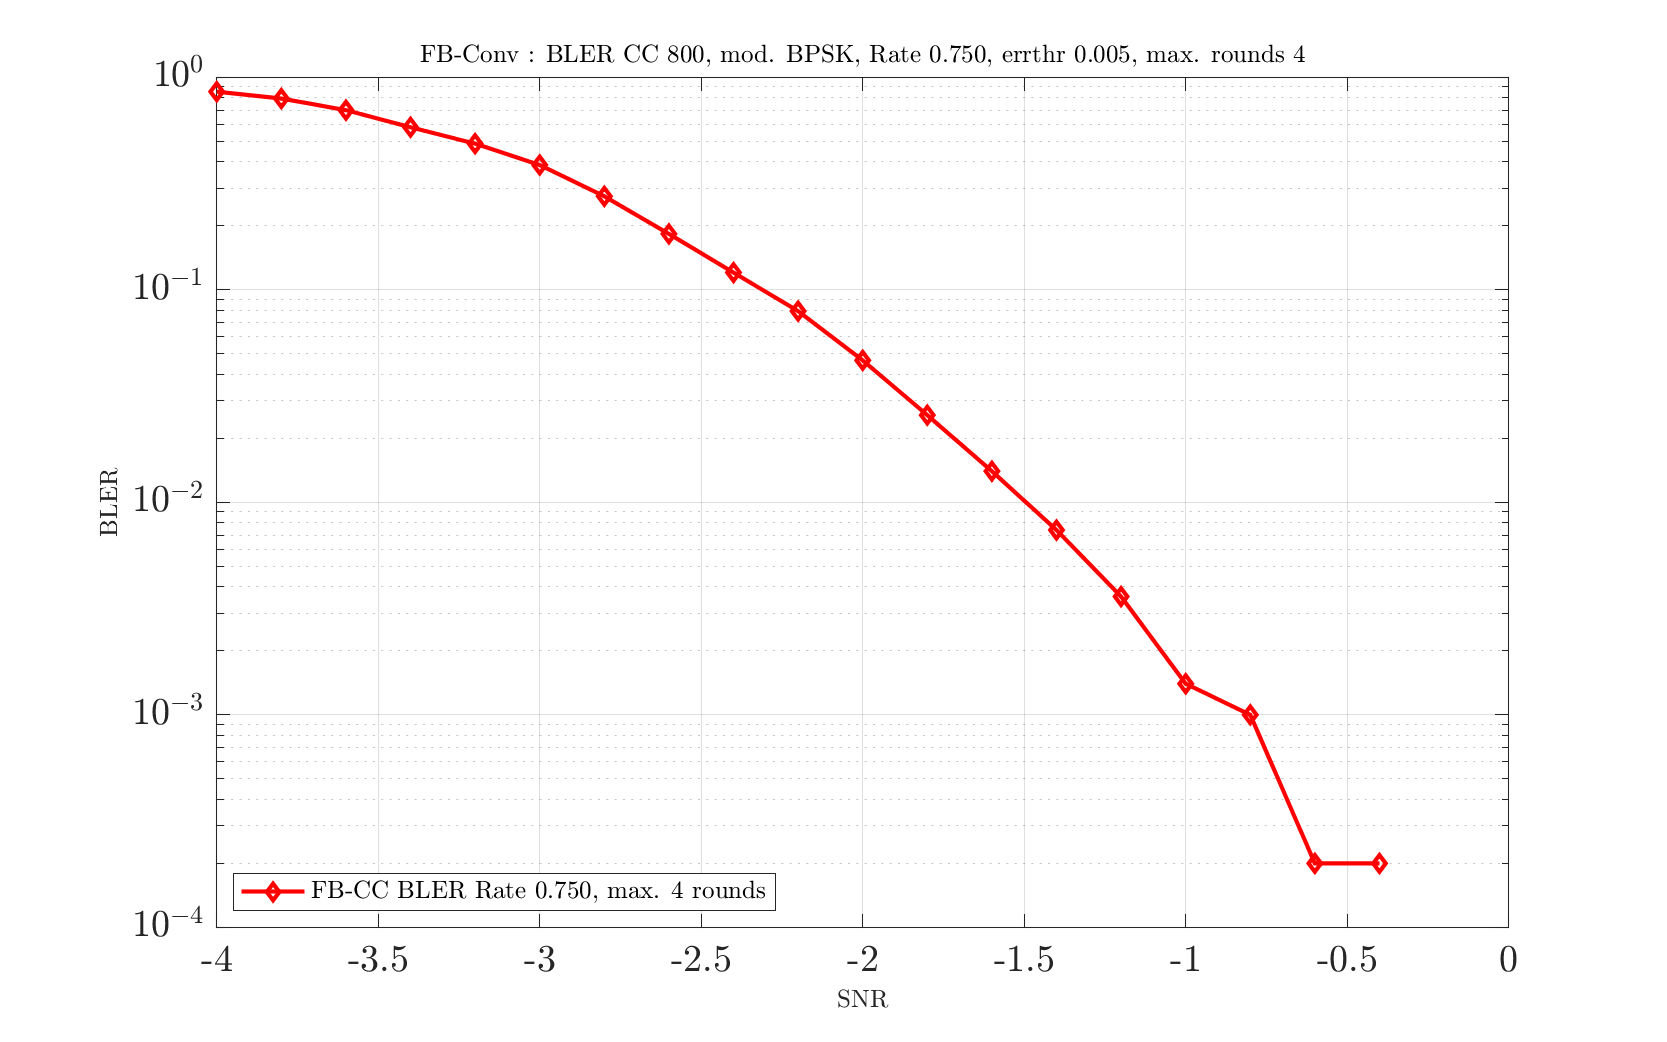 FB-Conv : BLER CC 800, mod. BPSK, Rate 0.750, errthr 0.005, max. rounds 4
10^0
10^-1
10^-2
10^-3
10^-4
BLER
FB-CC BLER Rate 0.750, max. 4 rounds
-4 -3.5 -3 -2.5 -2 -1.5 -1 -0.5 0
SNR